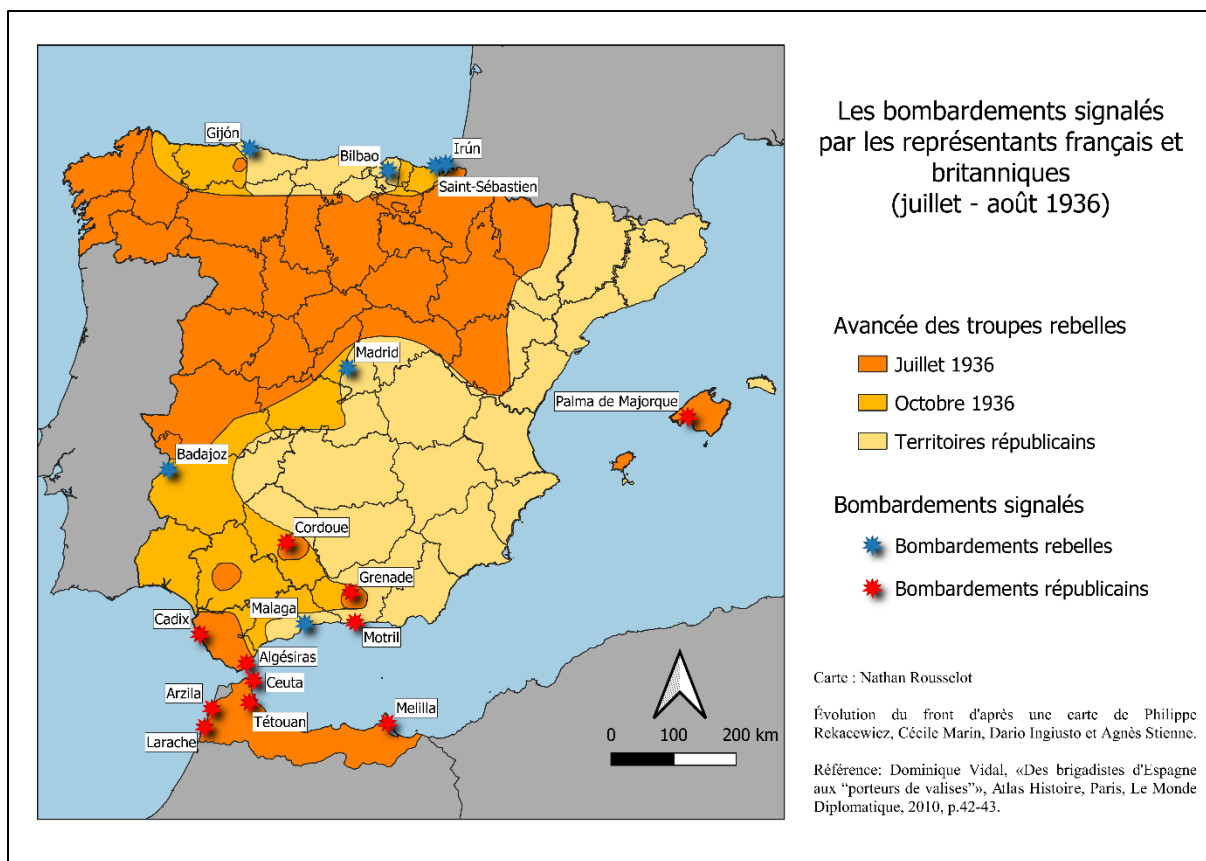 Les bombardements signalés
par les représentants français et
britanniques
(juillet - août 1936)
Avancée des troupes rebelles
Juillet 1936
Octobre 1936
Territoires républicains
Bombardements signalés
Bombardements rebelles
Bombardements républicains
Gijón
Bilbao
Irún
Saint-Sébastien
Madrid
Palma de Majorque
Badajoz
Cordoue
Grenade
Malaga
Cadix
Motril
Algésiras
Ceuta
Arzila
Melilla
Tétouan
Larache
0 100 200 km
Carte : Nathan Rousselot
Évolution du front d'après une carte de Philippe
Rekacewiez, Cécile Marin, Dario Ingiusto et Agnès Stienne.
Référence: Dominique Vidal, «Des brigadistes d'Espagne
aux “porteurs de valises”», Atlas Histoire, Paris, Le Monde
Diplomatique, 2010, p.42-43.